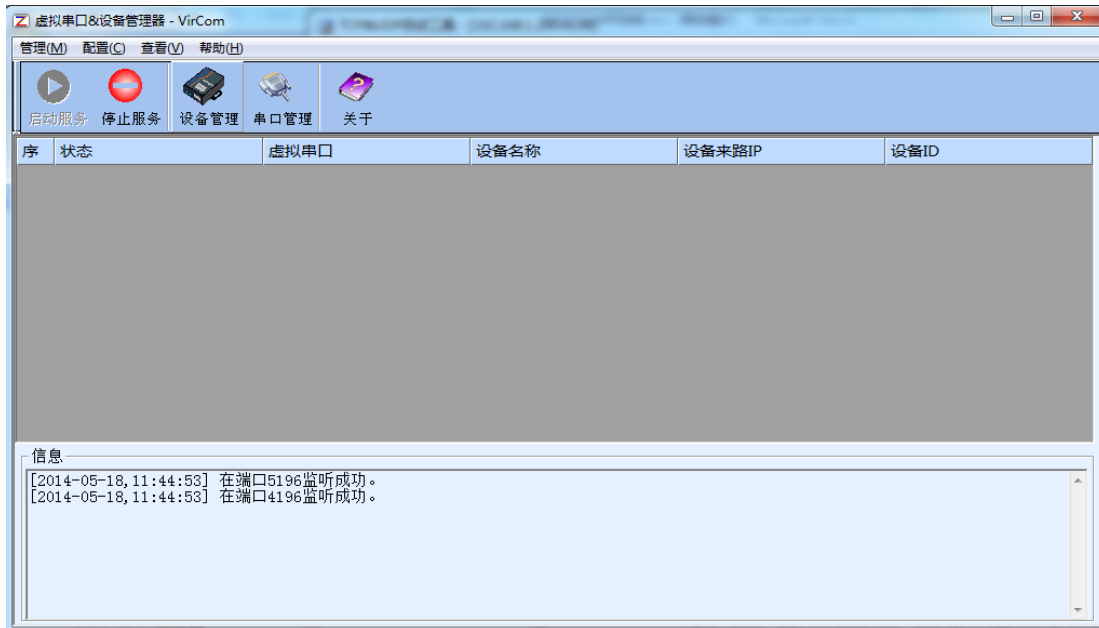 虚拟串口&设备管理器 - VirCom
管理(M) 配置(C) 查看(V) 帮助(H)
启动服务 停止服务 设备管理 串口管理 关于
序 状态 虚拟串口 设备名称 设备来路IP 设备ID
信息
[2014-05-18,11:44:53] 在端口5196监听成功。
[2014-05-18,11:44:53] 在端口4196监听成功。